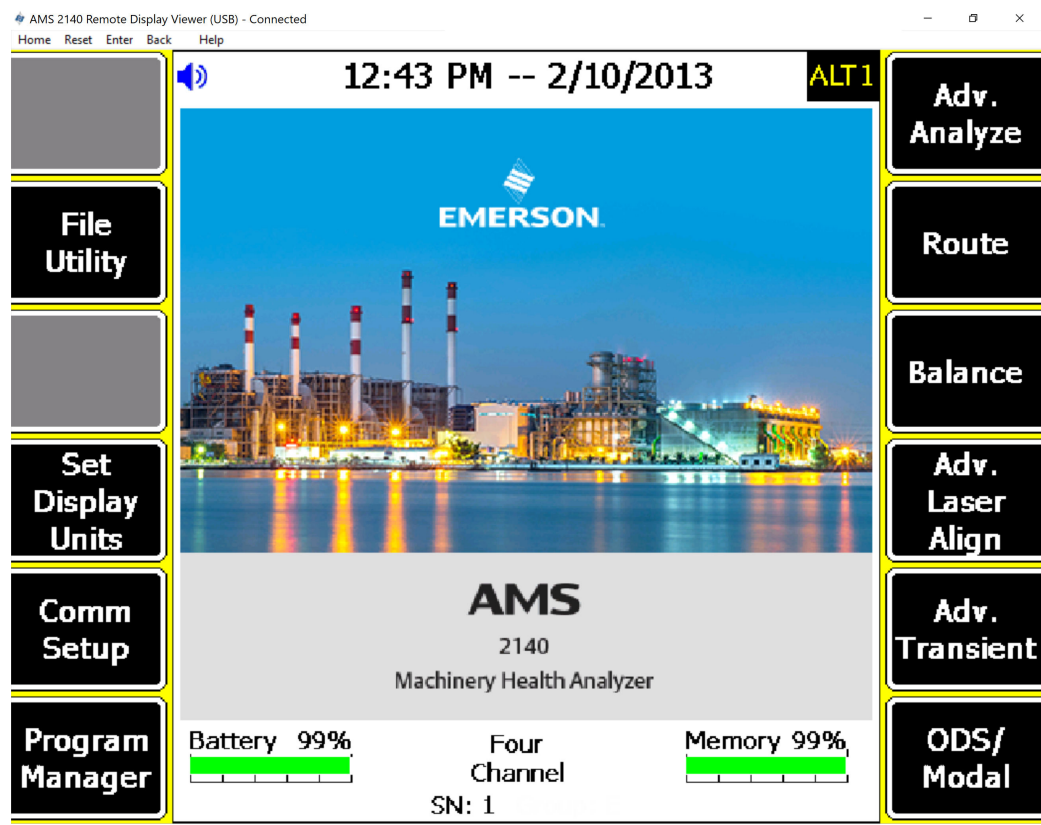 AMS 2140 Remote Display Viewer (USB) - Connected
Home Reset Enter Back Help
12:43 PM -- 2/10/2013
ALT1
File
Utility
Set
Display
Units
Comm
Setup
Program
Manager
EMERSON.
AMS
2140
Machinery Health Analyzer
Battery 99%
Four
Channel
SN: 1
Memory 99%
Adv.
Analyze
Route
Balance
Adv.
Laser
Align
Adv.
Transient
ODS/
Modal